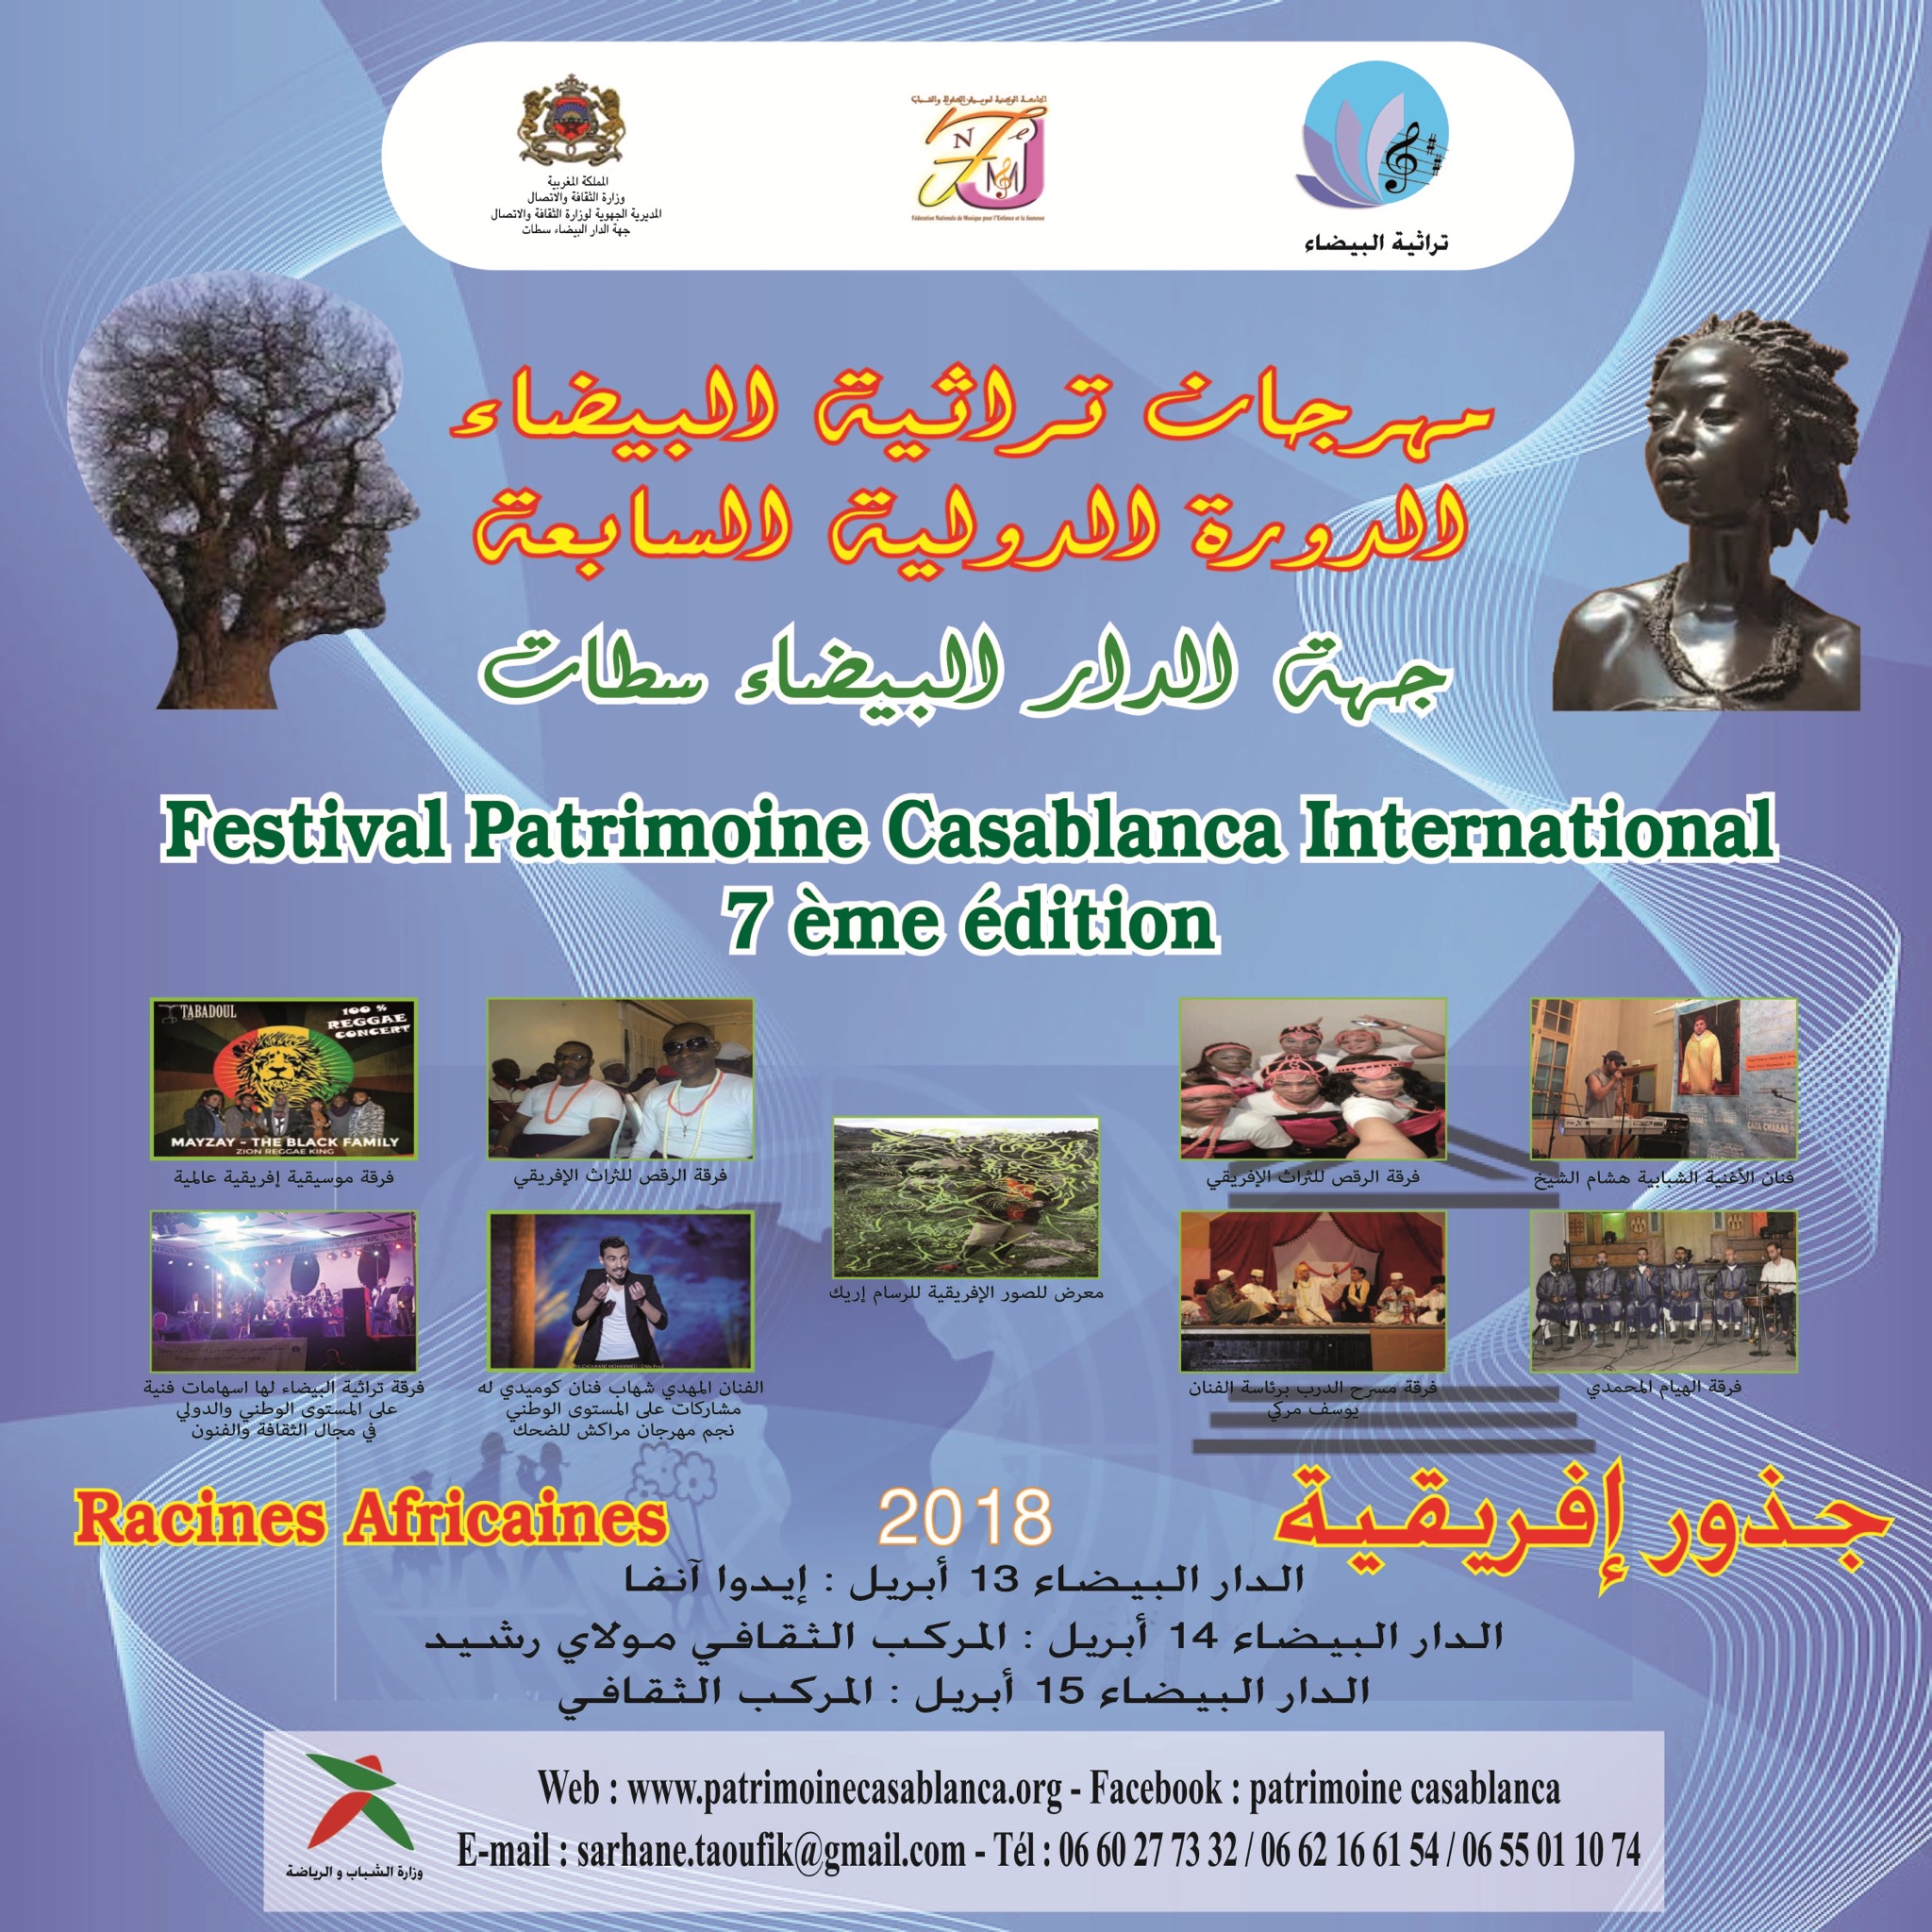 المملكة المغربية
وزارة الثقافة والاتصال
المديرية الجهوية لوزارة الثقافة والاتصال
جهة الدار البيضاء سطات
N F e J M
Fédération Nationale de Musique pour l'Enfance et la Jeunesse
تراثية البيضاء
مهرجان تراثية البيضاء
الدورة الدولية السابعة
جهة الدار البيضاء سطات
Festival Patrimoine Casablanca International
7 ème édition
TABADOUL
100 %
REGGAE
CONCERT
MAYZAY - THE BLACK FAMILY
ZION REGGAE KING
فرقة موسيقية إفريقية عالمية
فرقة الرقص للتراث الإفريقي
فرقة الرقص للتراث الإفريقي
فنان الأغنية الشبابية هشام الشيخ
معرض للصور الإفريقية للرسام إريك
فرقة تراثية البيضاء لها اسهامات فنية
على المستوى الوطني والدولي
في مجال الثقافة والفنون
الفنان المهدي شهاب فنان كوميدي له
مشاركات على المستوى الوطني
نجم مهرجان مراكش للضحك
فرقة مسرح الدرب برئاسة الفنان
يوسف مركي
فرقة الهيام المحمدي
Racines Africaines
2018
جذور إفريقية
الدار البيضاء 13 أبريل : إيدوا آنفا
الدار البيضاء 14 أبريل : المركب الثقافي مولاي رشيد
الدار البيضاء 15 أبريل : المركب الثقافي
وزارة الشباب و الرياضة
Web : www.patrimoinecasablanca.org - Facebook : patrimoine casablanca
E-mail : sarhane.taoufik@gmail.com - Tél : 06 60 27 73 32 / 06 62 16 61 54 / 06 55 01 10 74